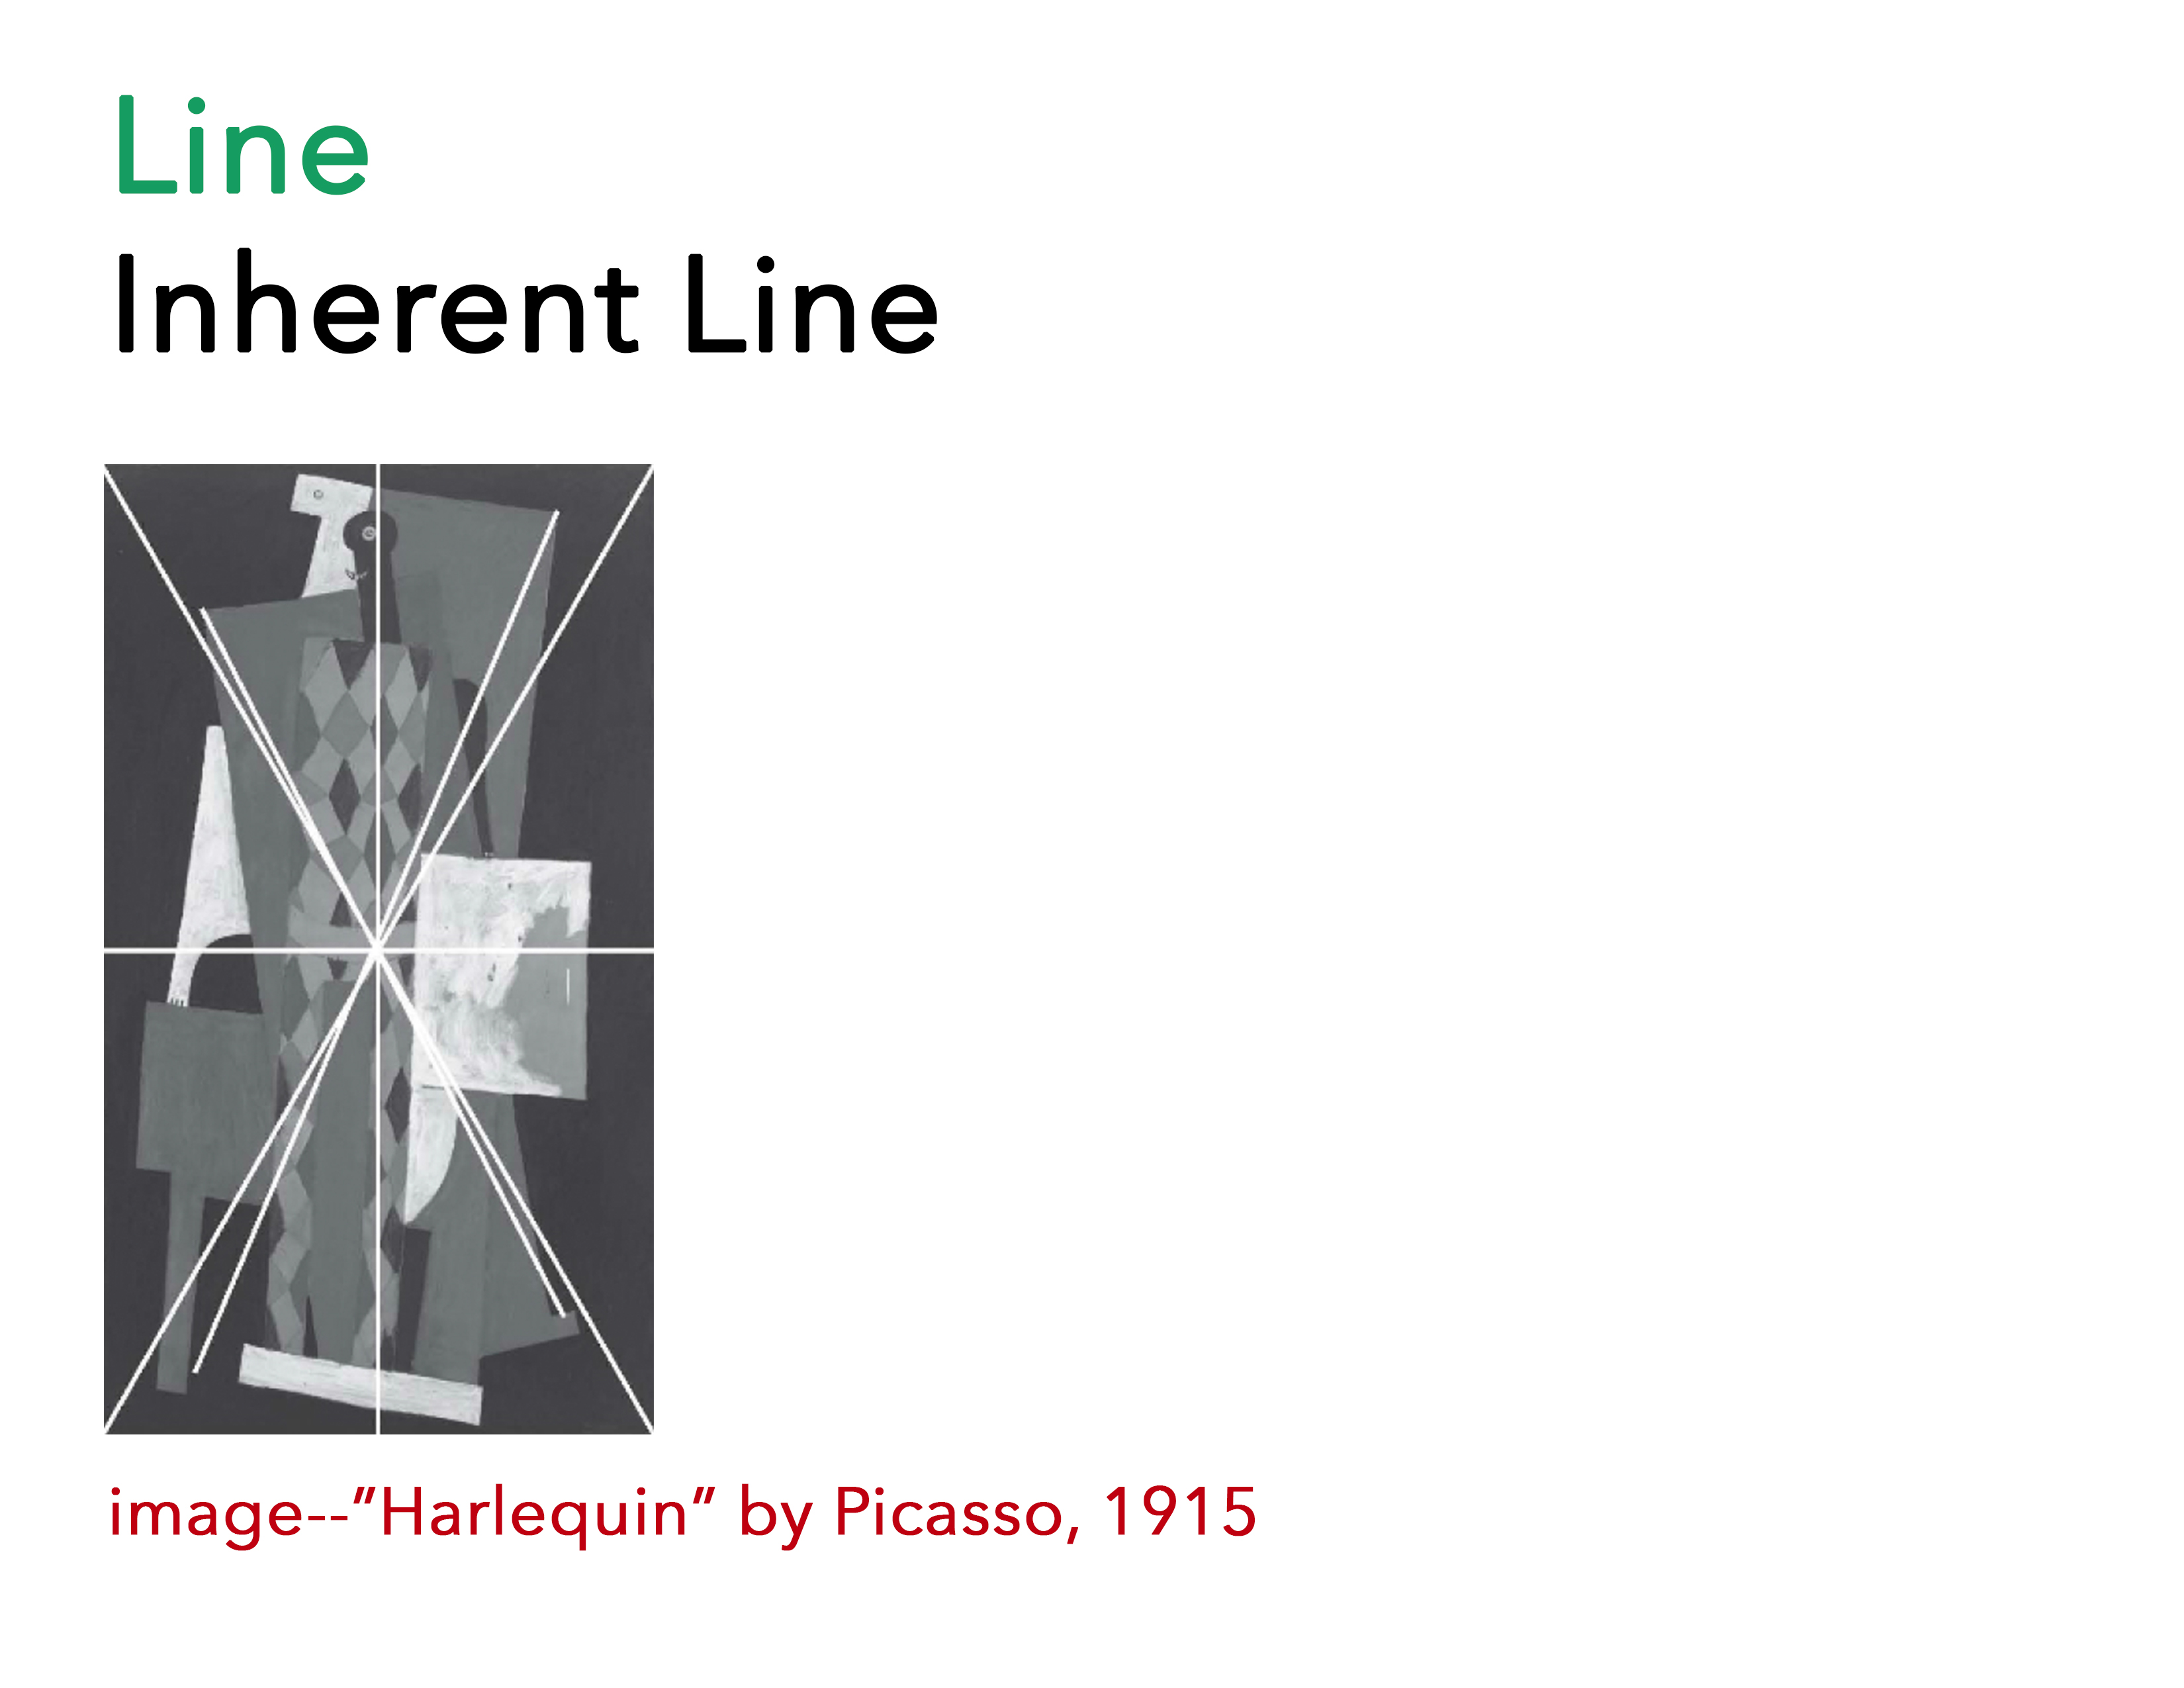 Line
Inherent Line
image--"Harlequin" by Picasso, 1915